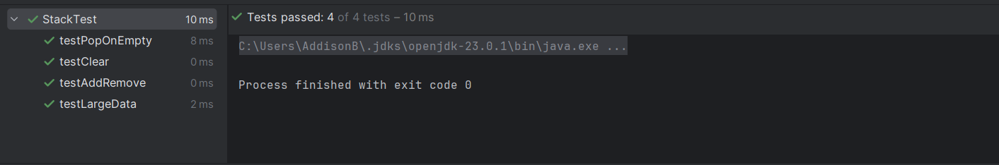 StackTest 10 ms
testPopOnEmpty 8 ms
testClear 0 ms
testAddRemove 0 ms
testLargeData 2 ms
Tests passed: 4 of 4 tests – 10 ms
C:\Users\AddisonB\.jdks\openjdk-23.0.1\bin\java.exe ...
Process finished with exit code 0